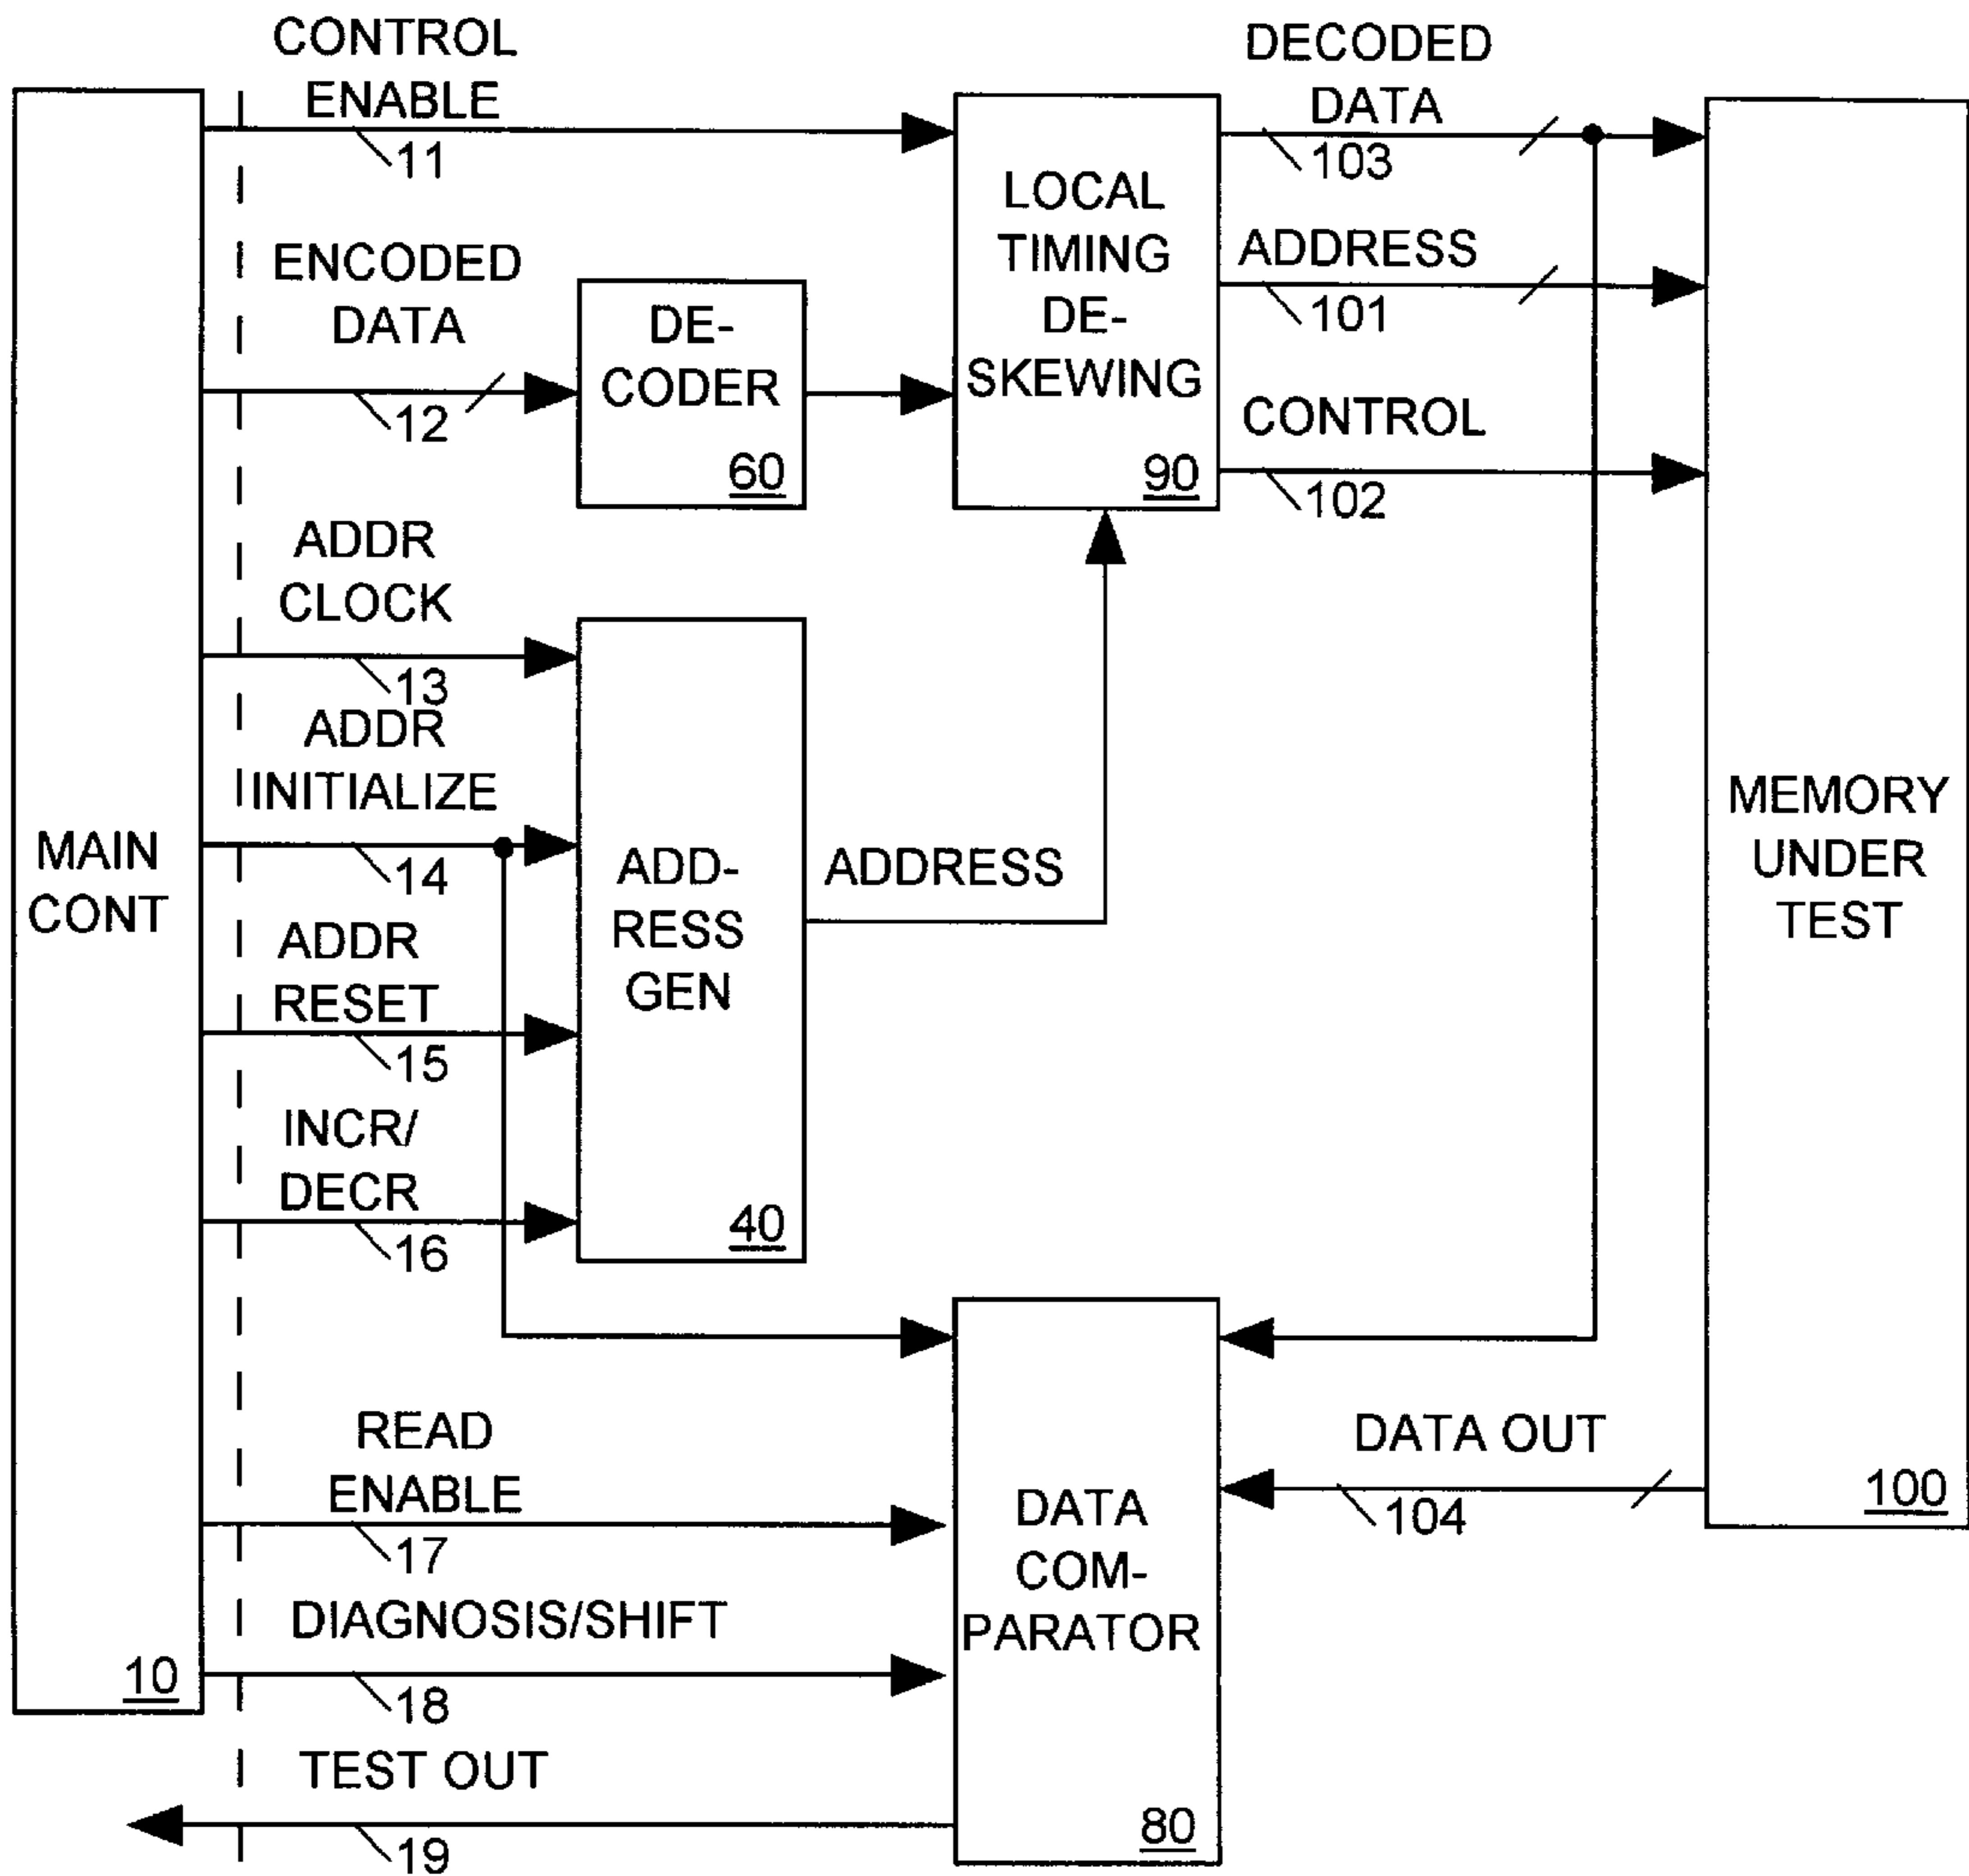 CONTROL
ENABLE
11
DECODED
DATA
103
LOCAL
TIMING
DE-
SKEWING
90
ADDRESS
101
CONTROL
102
ENCODED
DATA
12
DE-
CODER
60
ADDR
CLOCK
13
ADDR
INITIALIZE
14
ADDR
RESET
15
INCR/
DECR
16
MAIN
CONT
10
ADD-
RESS
GEN
40
ADDRESS
MEMORY
UNDER
TEST
100
READ
ENABLE
17
DIAGNOSIS/SHIFT
18
TEST OUT
19
DATA
COM-
PARATOR
80
DATA OUT
104